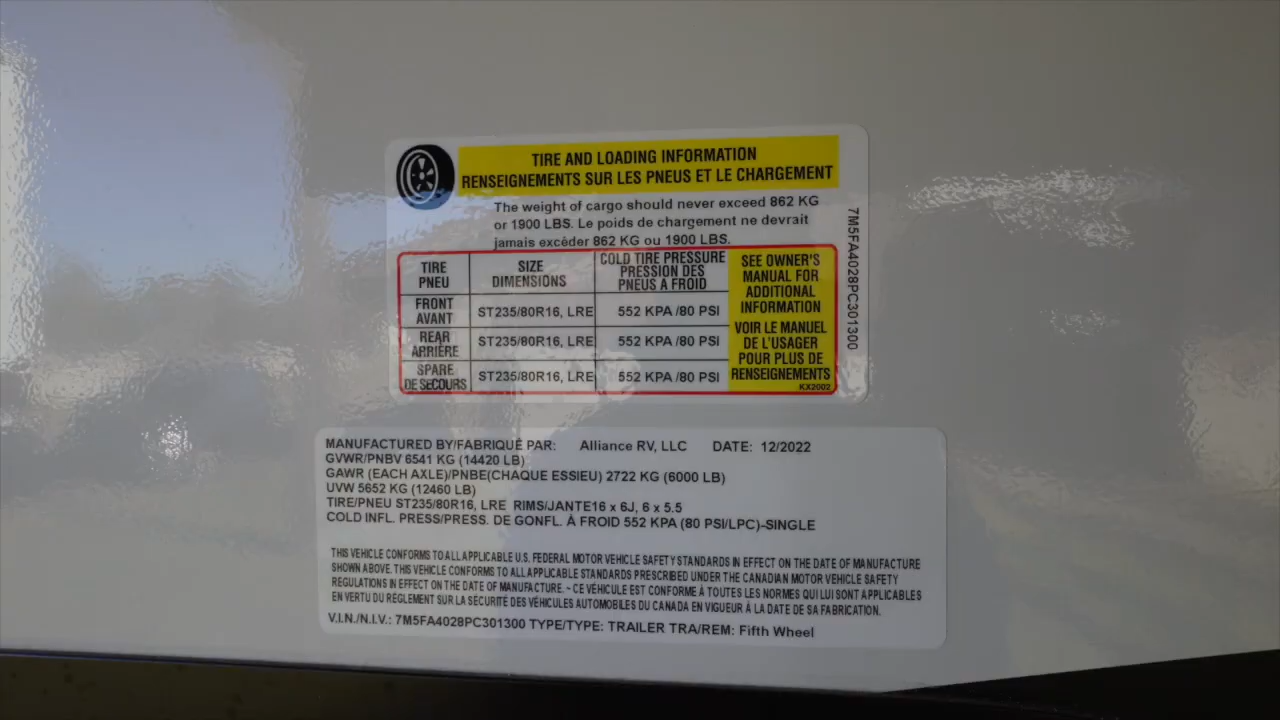 TIRE AND LOADING INFORMATION
RENSEIGNEMENTS SUR LES PNEUS ET LE CHARGEMENT
The weight of cargo should never exceed 862 KG
or 1900 LBS. Le poids de chargement ne devrait
jamais excéder 862 KG ou 1900 LBS.
TIRE
PNEU
SIZE
DIMENSIONS
COLD TIRE PRESSURE
PRESSION DES
PNEUS A FROID
FRONT
AVANT
ST235/80R16, LRE
552 KPA /80 PSI
REAR
ARRIÈRE
ST235/80R16, LRE
552 KPA /80 PSI
SPARE
DE SECOURS
ST235/80R16, LRE
552 KPA /80 PSI
SEE OWNER'S
MANUAL FOR
ADDITIONAL
INFORMATION
VOIR LE MANUEL
DE L'USAGER
POUR PLUS DE
RENSEIGNEMENTS
KX2002
7M5FA4028PC301300
MANUFACTURED BY/FABRIQUÉ PAR: Alliance RV, LLC DATE: 12/2022
GVWR/PNBV 6541 KG (14420 LB)
GAWR (EACH AXLE)/PNBE(CHAQUE ESSIEU) 2722 KG (6000 LB)
UVW 5652 KG (12460 LB)
TIRE/PNEU ST235/80R16, LRE RIMS/JANTE16 x 6J, 6 x 5.5
COLD INFL. PRESS/PRESS. DE GONFL. À FROID 552 KPA (80 PSI/LPC)-SINGLE
THIS VEHICLE CONFORMS TO ALL APPLICABLE U.S. FEDERAL MOTOR VEHICLE SAFETY STANDARDS IN EFFECT ON THE DATE OF MANUFACTURE
SHOWN ABOVE. THIS VEHICLE CONFORMS TO ALL APPLICABLE STANDARDS PRESCRIBED UNDER THE CANADIAN MOTOR VEHICLE SAFETY
REGULATIONS IN EFFECT ON THE DATE OF MANUFACTURE. - CE VÉHICULE EST CONFORME À TOUTES LES NORMES QUI LUI SONT APPLICABLES
EN VERTU DU RÈGLEMENT SUR LA SÉCURITÉ DES VÉHICULES AUTOMOBILES DU CANADA EN VIGUEUR À LA DATE DE SA FABRICATION.
V.I.N./N.I.V.: 7M5FA4028PC301300 TYPE/TYPE: TRAILER TRA/REM: Fifth Wheel